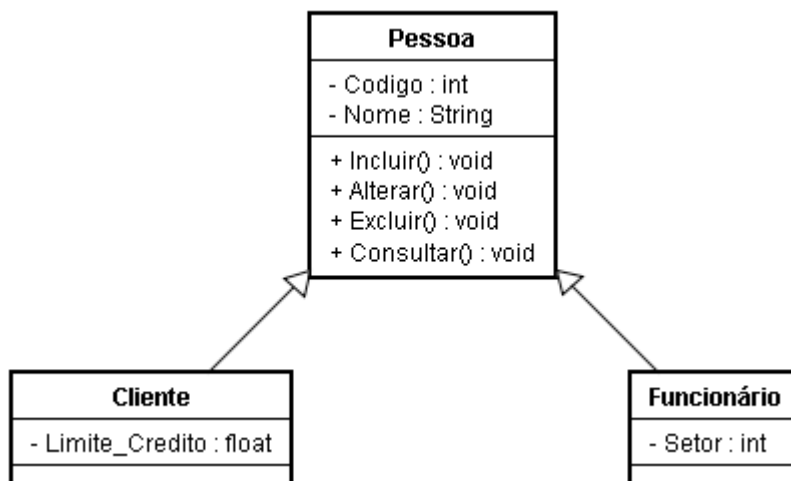 Pessoa
- Codigo : int
- Nome : String
+ Incluir() : void
+ Alterar() : void
+ Excluir() : void
+ Consultar() : void
Cliente
- Limite_Credito : float
Funcionário
- Setor : int